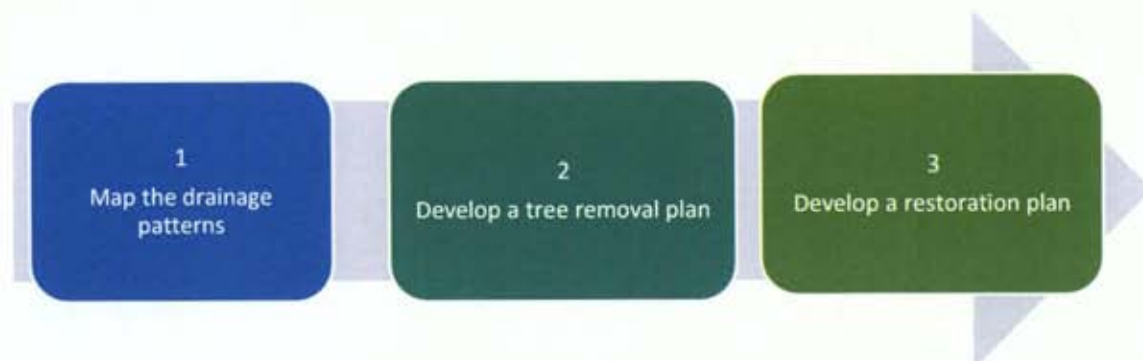 1
Map the drainage
patterns
2
Develop a tree removal plan
3
Develop a restoration plan